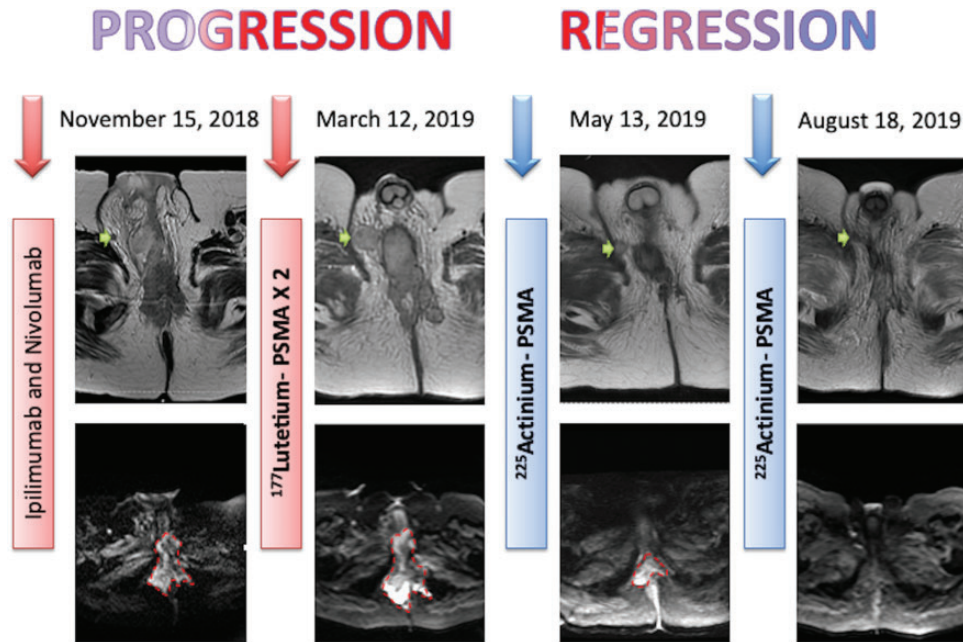 PROGRESSION
REGRESSION
November 15, 2018
March 12, 2019
May 13, 2019
August 18, 2019
Ipilimumab and Nivolumab
¹⁷⁷Lutetium- PSMA X 2
²²⁵Actinium- PSMA
²²⁵Actinium - PSMA